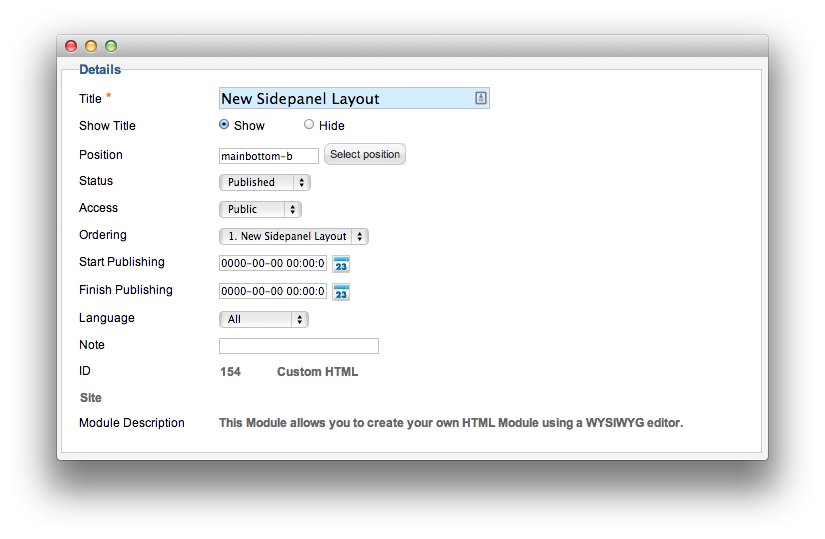 Details
Title * New Sidepanel Layout
Show Title Show Hide
Position mainbottom-b Select position
Status Published
Access Public
Ordering 1. New Sidepanel Layout
Start Publishing 0000-00-00 00:00:0 23
Finish Publishing 0000-00-00 00:00:0 23
Language All
Note
ID 154 Custom HTML
Site
Module Description This Module allows you to create your own HTML Module using a WYSIWYG editor.